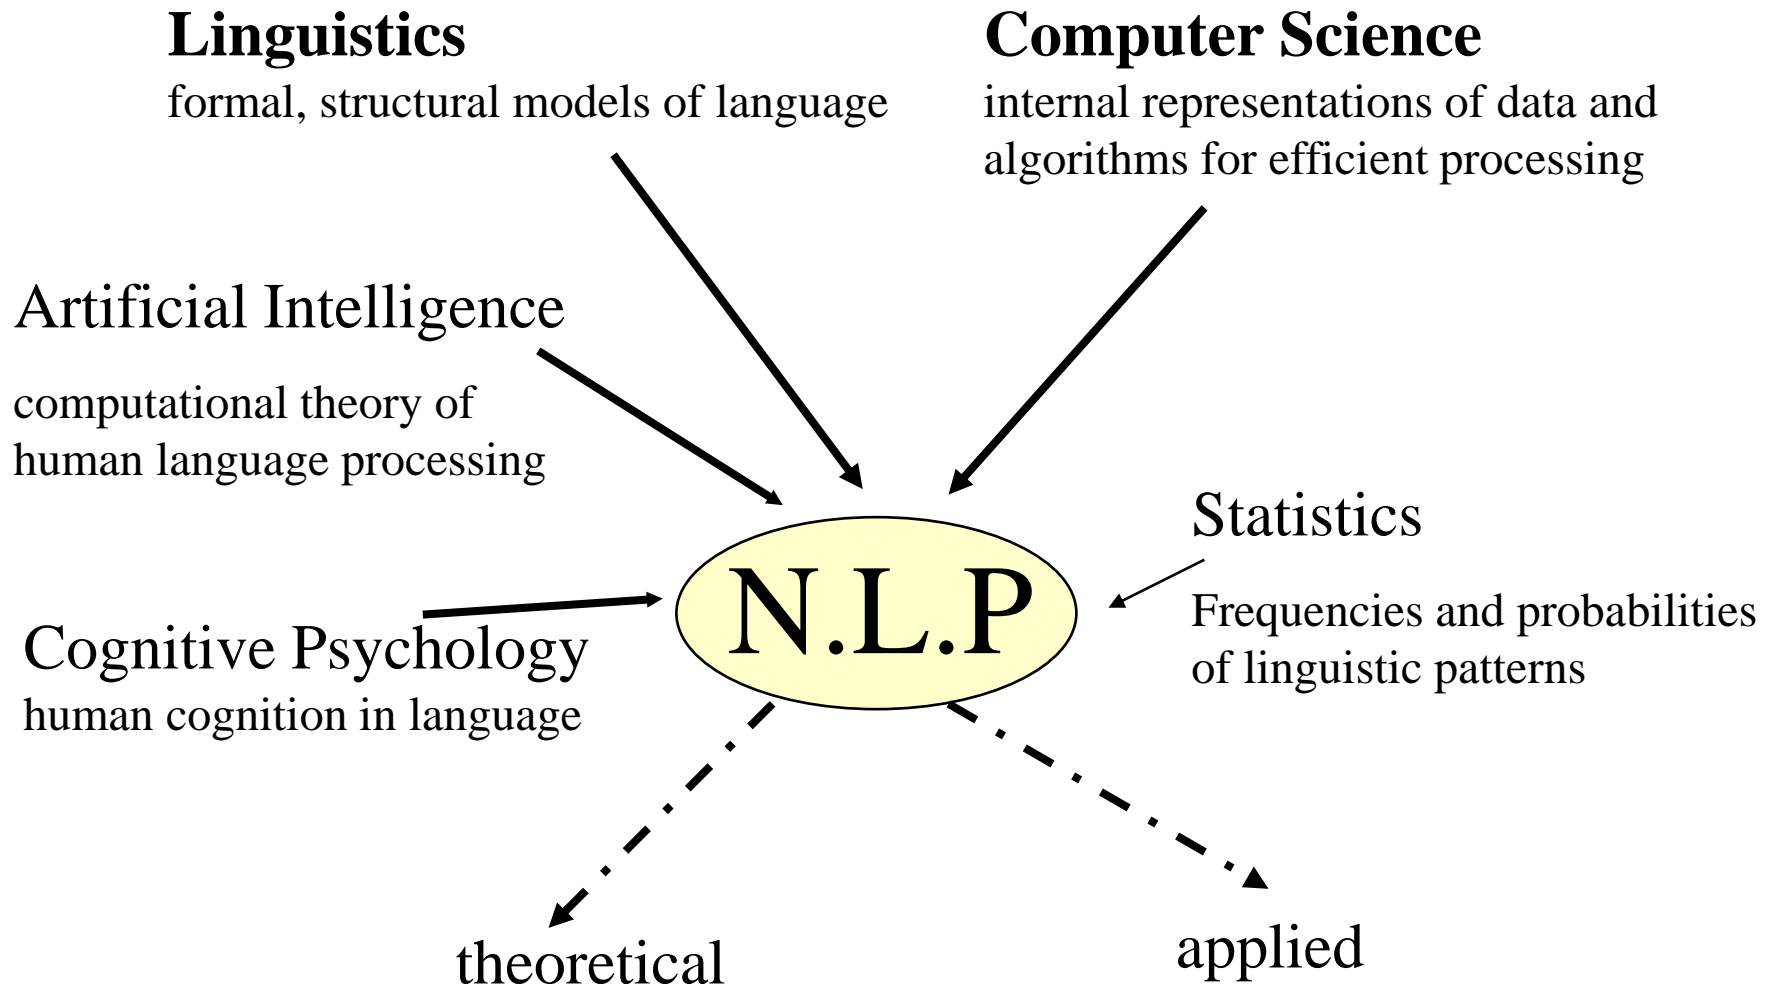 Linguistics
formal, structural models of language
Computer Science
internal representations of data and
algorithms for efficient processing
Artificial Intelligence
computational theory of
human language processing
Statistics
Frequencies and probabilities
of linguistic patterns
N.L.P
Cognitive Psychology
human cognition in language
theoretical
applied